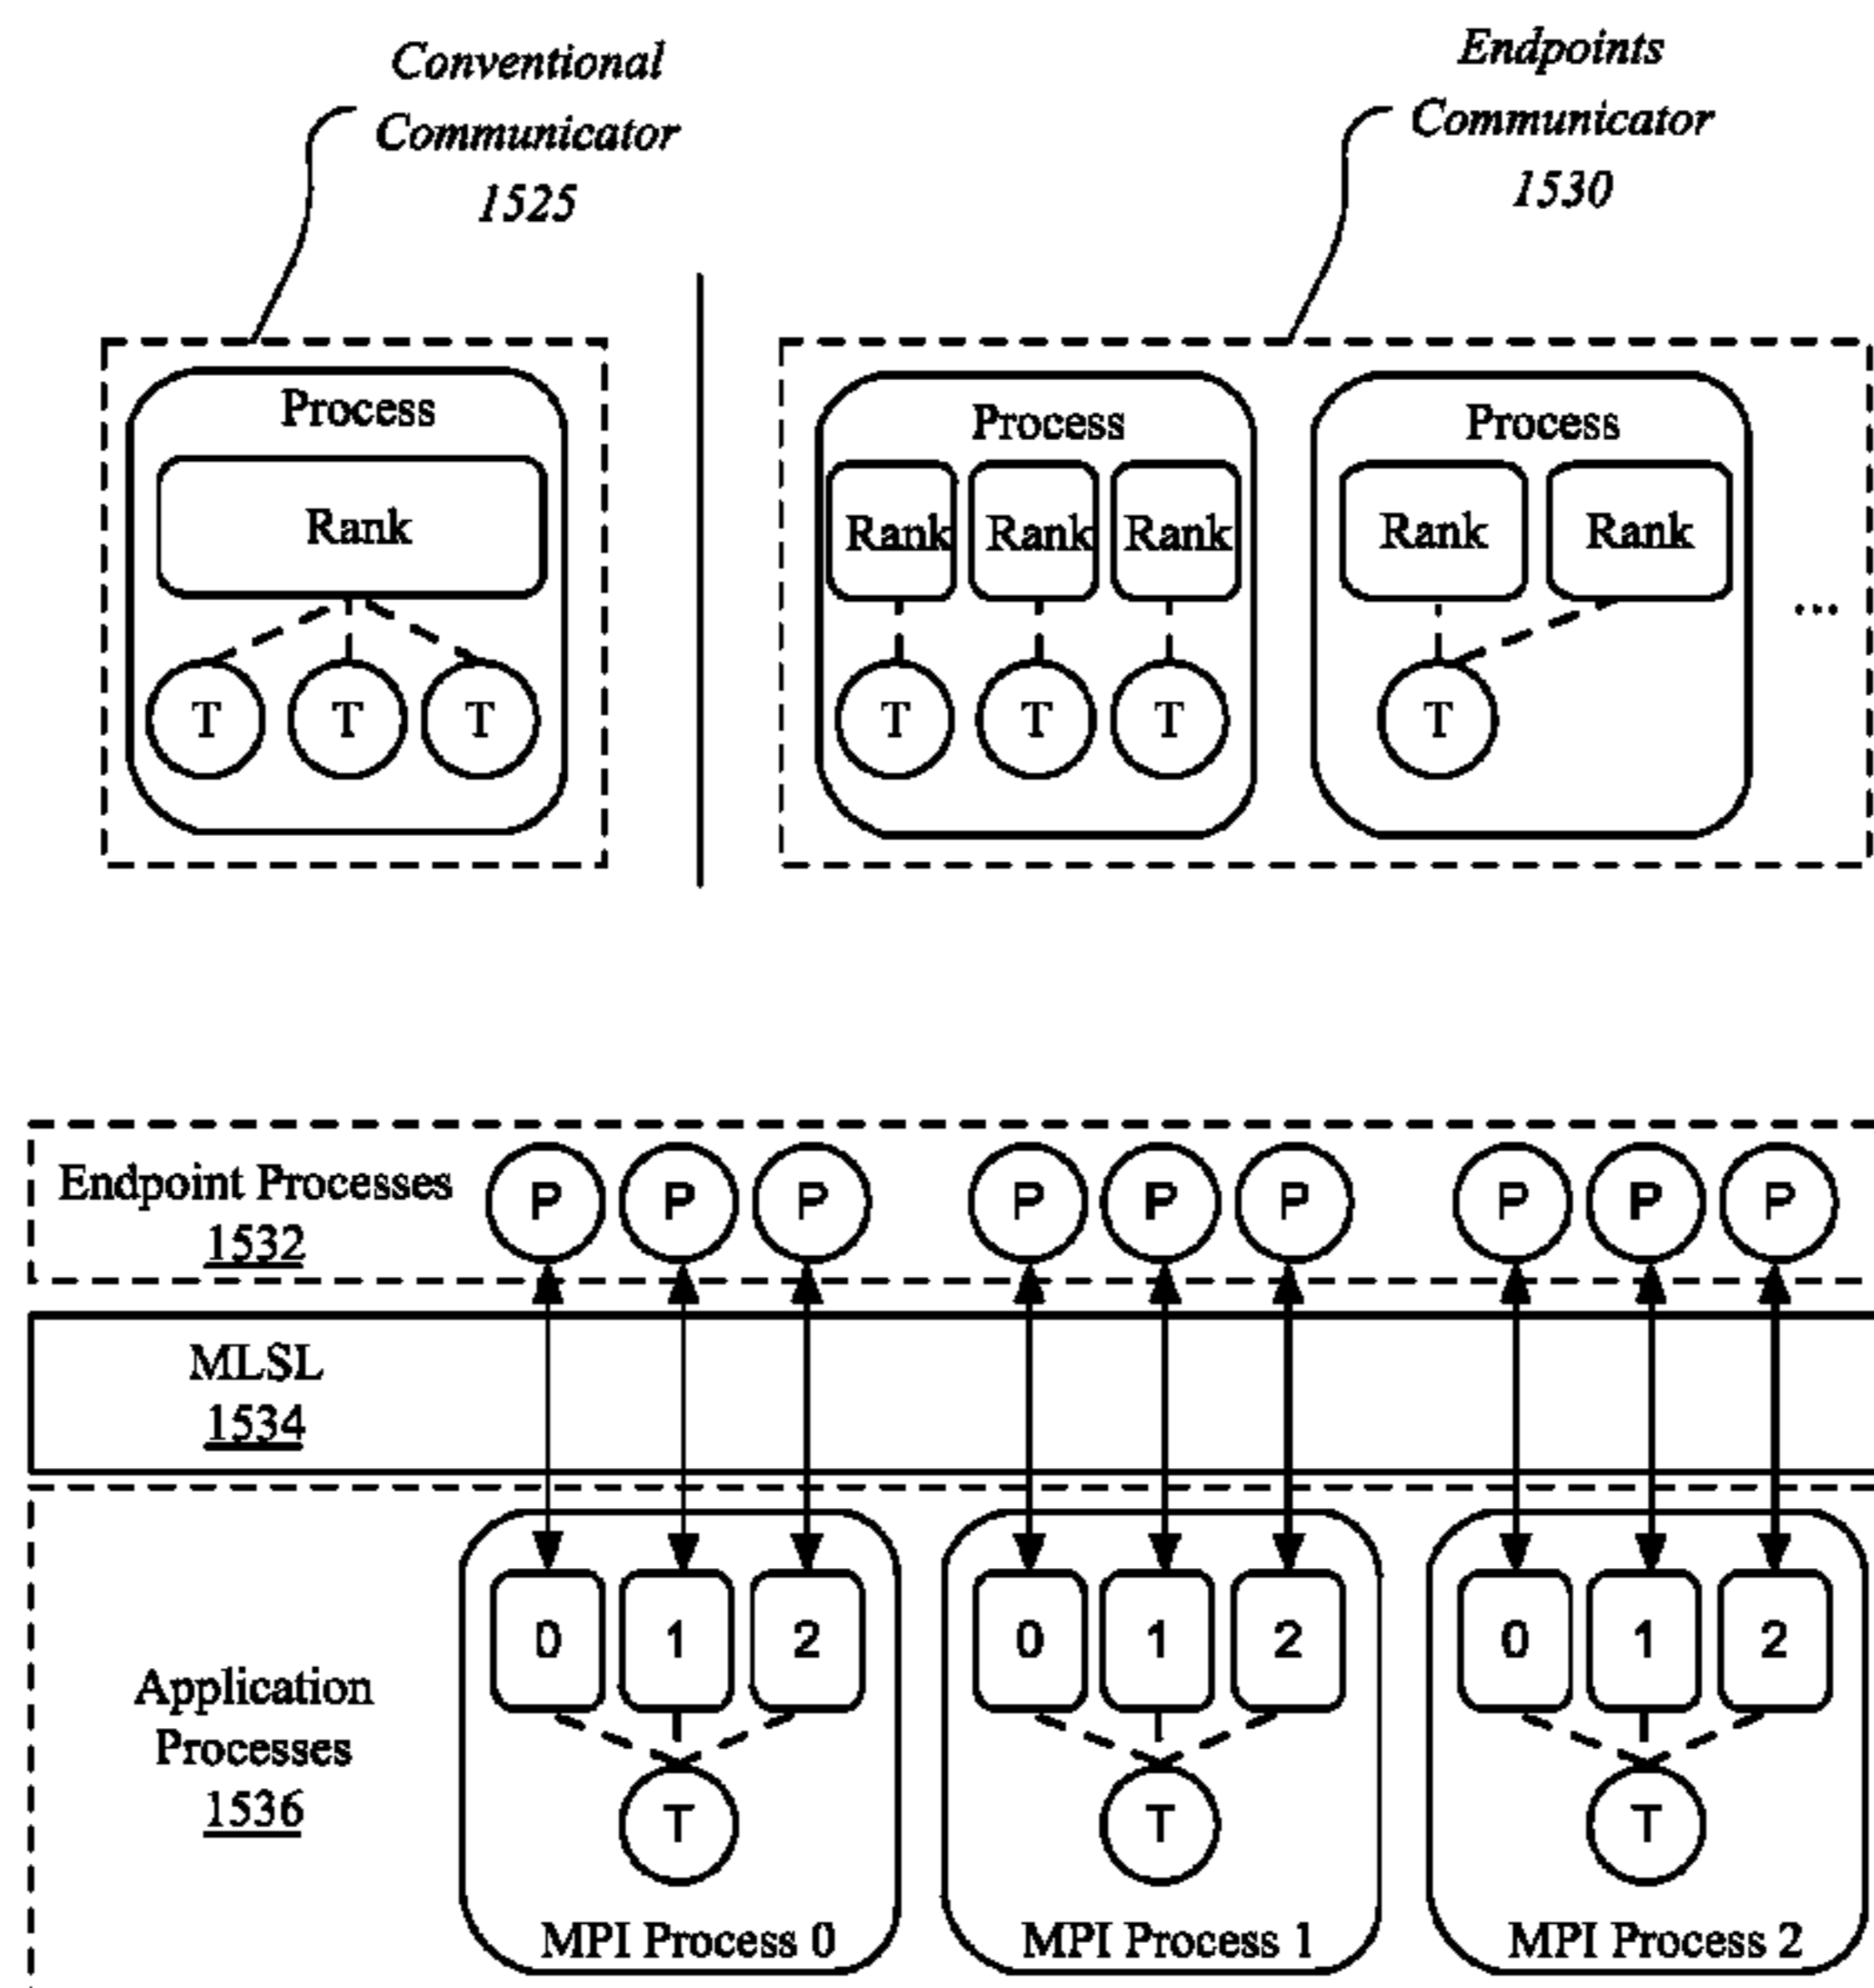 Conventional
Communicator
1525
Endpoints
Communicator
1530
Process
Rank
T T T
Process
Rank Rank Rank
T T T
Process
Rank Rank
T
...
Endpoint Processes
1532
P P P P P P P P P
MLSL
1534
Application
Processes
1536
0 1 2
T
MPI Process 0
0 1 2
T
MPI Process 1
0 1 2
T
MPI Process 2